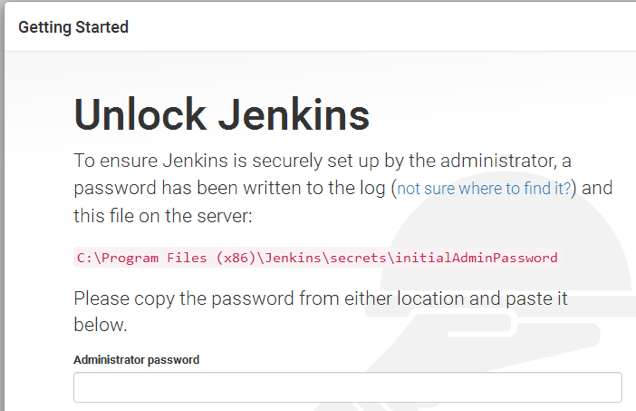 Getting Started
Unlock Jenkins
To ensure Jenkins is securely set up by the administrator, a
password has been written to the log (not sure where to find it?) and
this file on the server:
C:\Program Files (x86)\Jenkins\secrets\initialAdminPassword
Please copy the password from either location and paste it
below.
Administrator password